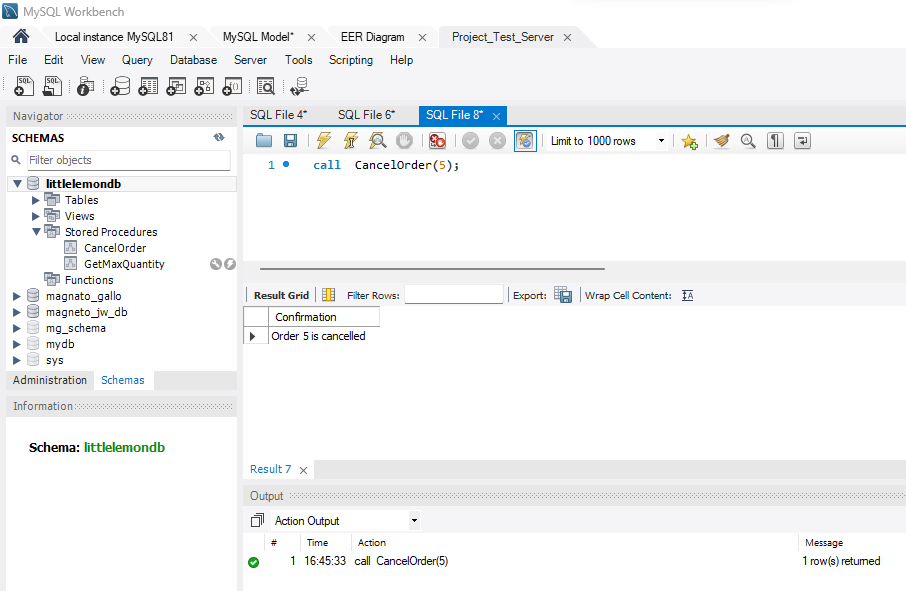 MySQL Workbench
Local instance MySQL81 MySQL Model* EER Diagram Project_Test_Server
File Edit View Query Database Server Tools Scripting Help
Navigator
SCHEMAS
Filter objects
littlelemondb
Tables
Views
Stored Procedures
CancelOrder
GetMaxQuantity
Functions
magnato_gallo
magneto_jw_db
mg_schema
mydb
sys
Administration Schemas
Information
Schema: littlelemondb
SQL File 4* SQL File 6* SQL File 8*
Limit to 1000 rows
1 call CancelOrder(5);
Result Grid Filter Rows: Export: Wrap Cell Content:
Confirmation
Order 5 is cancelled
Result 7
Output
Action Output
# Time Action Message
1 16:45:33 call CancelOrder(5) 1 row(s) returned